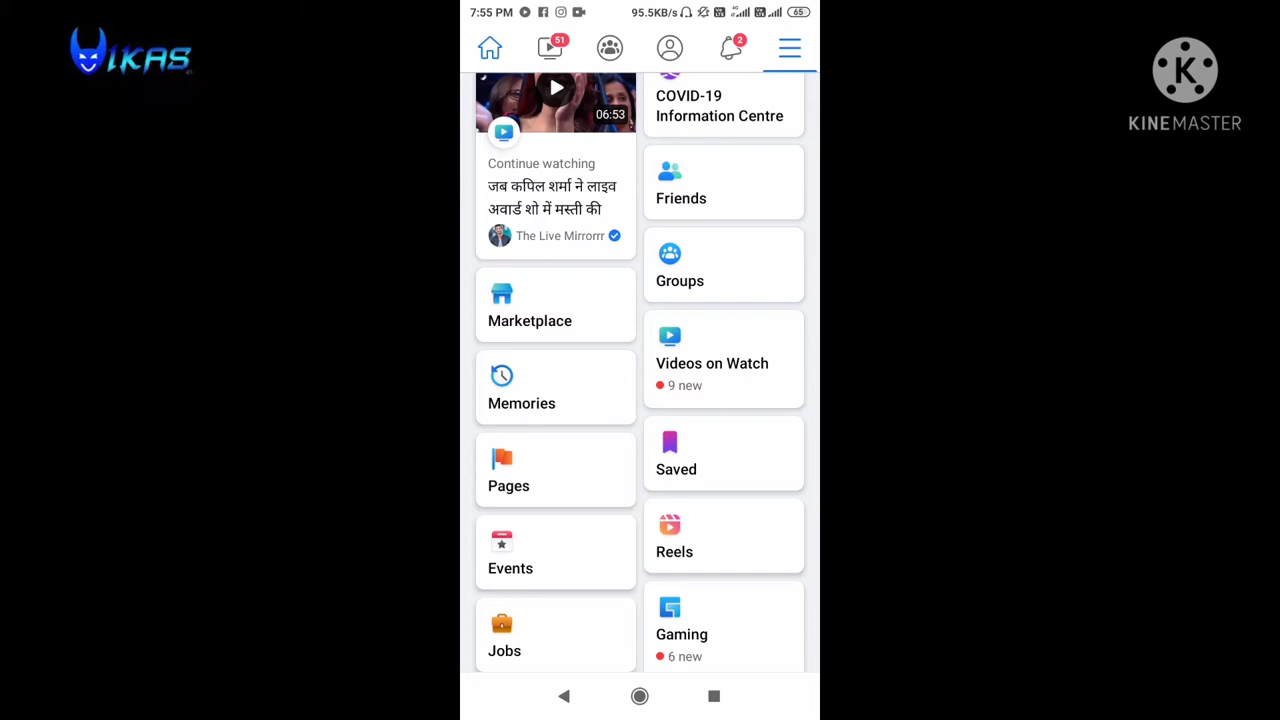 VIKAS
7:55 PM
95.5KB/s
4G
65
51
2
06:53
Continue watching
जब कपिल शर्मा ने लाइव
अवार्ड शो में मस्ती की
The Live Mirrorrr
Marketplace
Memories
Pages
Events
Jobs
COVID-19
Information Centre
Friends
Groups
Videos on Watch
9 new
Saved
Reels
Gaming
6 new
K
KINEMASTER